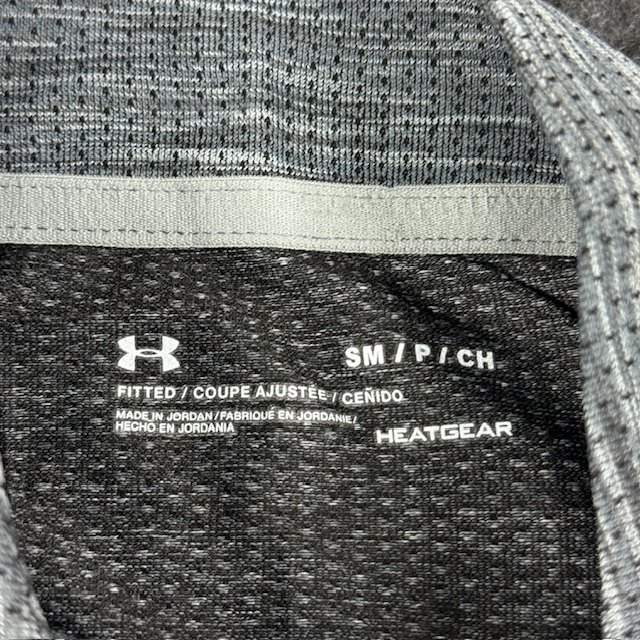 SM / P / CH
FITTED / COUPE AJUSTÉE / CEÑIDO
MADE IN JORDAN / FABRIQUÉ EN JORDANIE /
HECHO EN JORDANIA
HEATGEAR